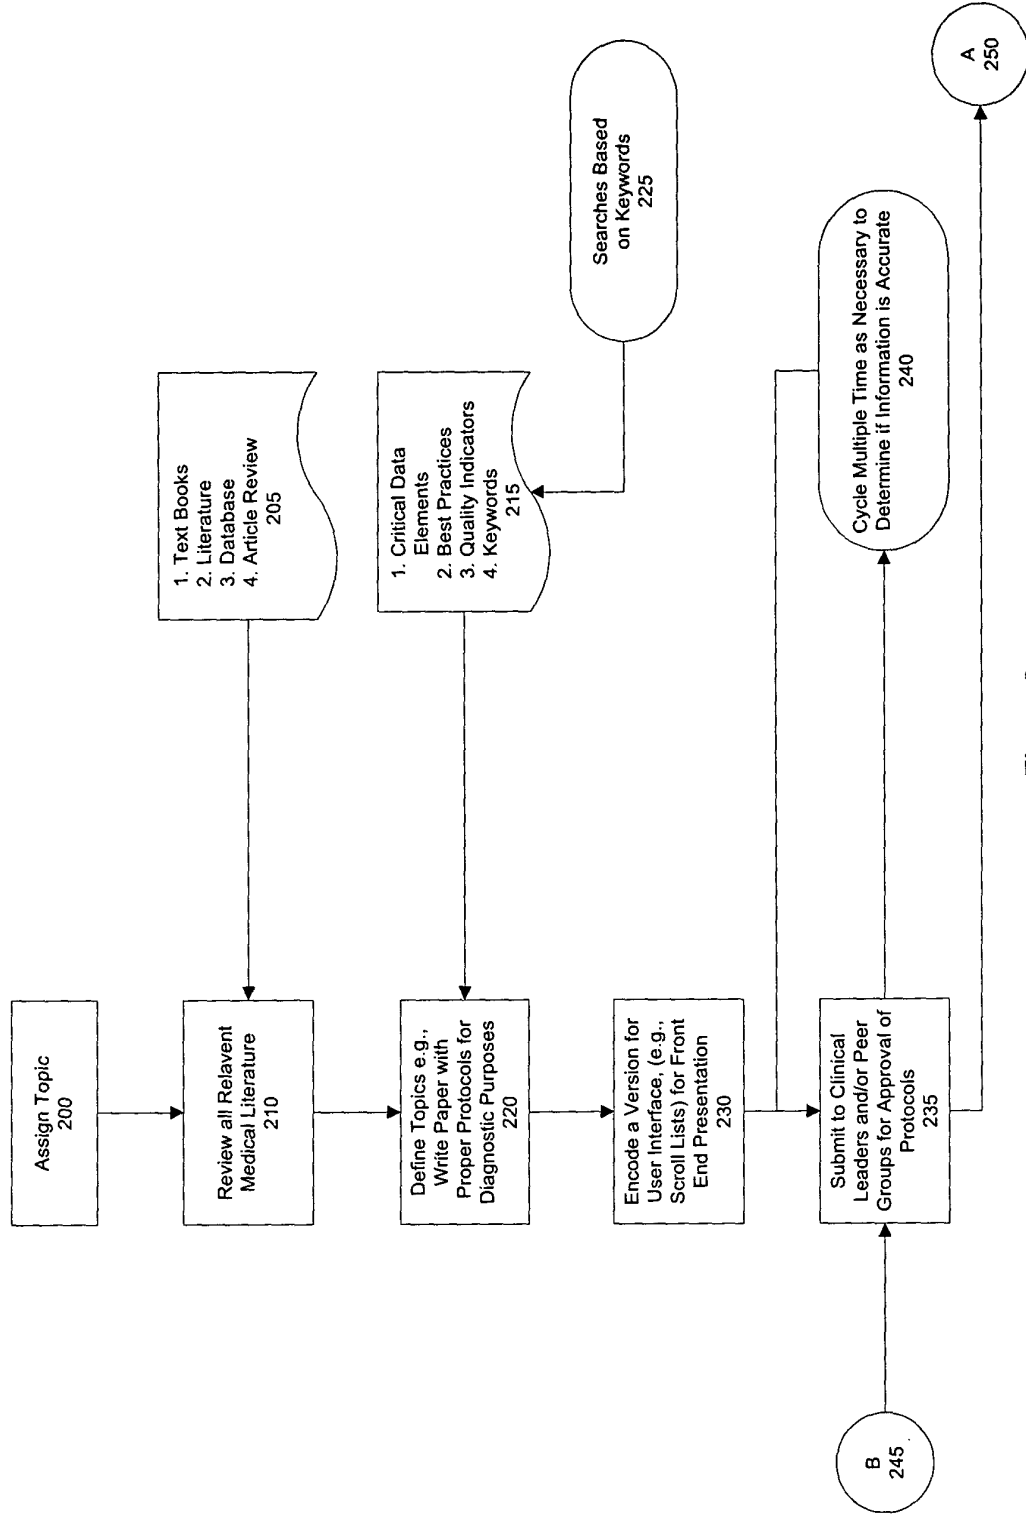 Assign Topic
200
Review all Relavent
Medical Literature
210
1. Text Books
2. Literature
3. Database
4. Article Review
205
Define Topics e.g.,
Write Paper with
Proper Protocols for
Diagnostic Purposes
220
1. Critical Data
Elements
2. Best Practices
3. Quality Indicators
4. Keywords
215
Searches Based
on Keywords
225
Encode a Version for
User Interface, (e.g.,
Scroll Lists) for Front
End Presentation
230
B
245
Submit to Clinical
Leaders and/or Peer
Groups for Approval of
Protocols
235
Cycle Multiple Time as Necessary to
Determine if Information is Accurate
240
A
250